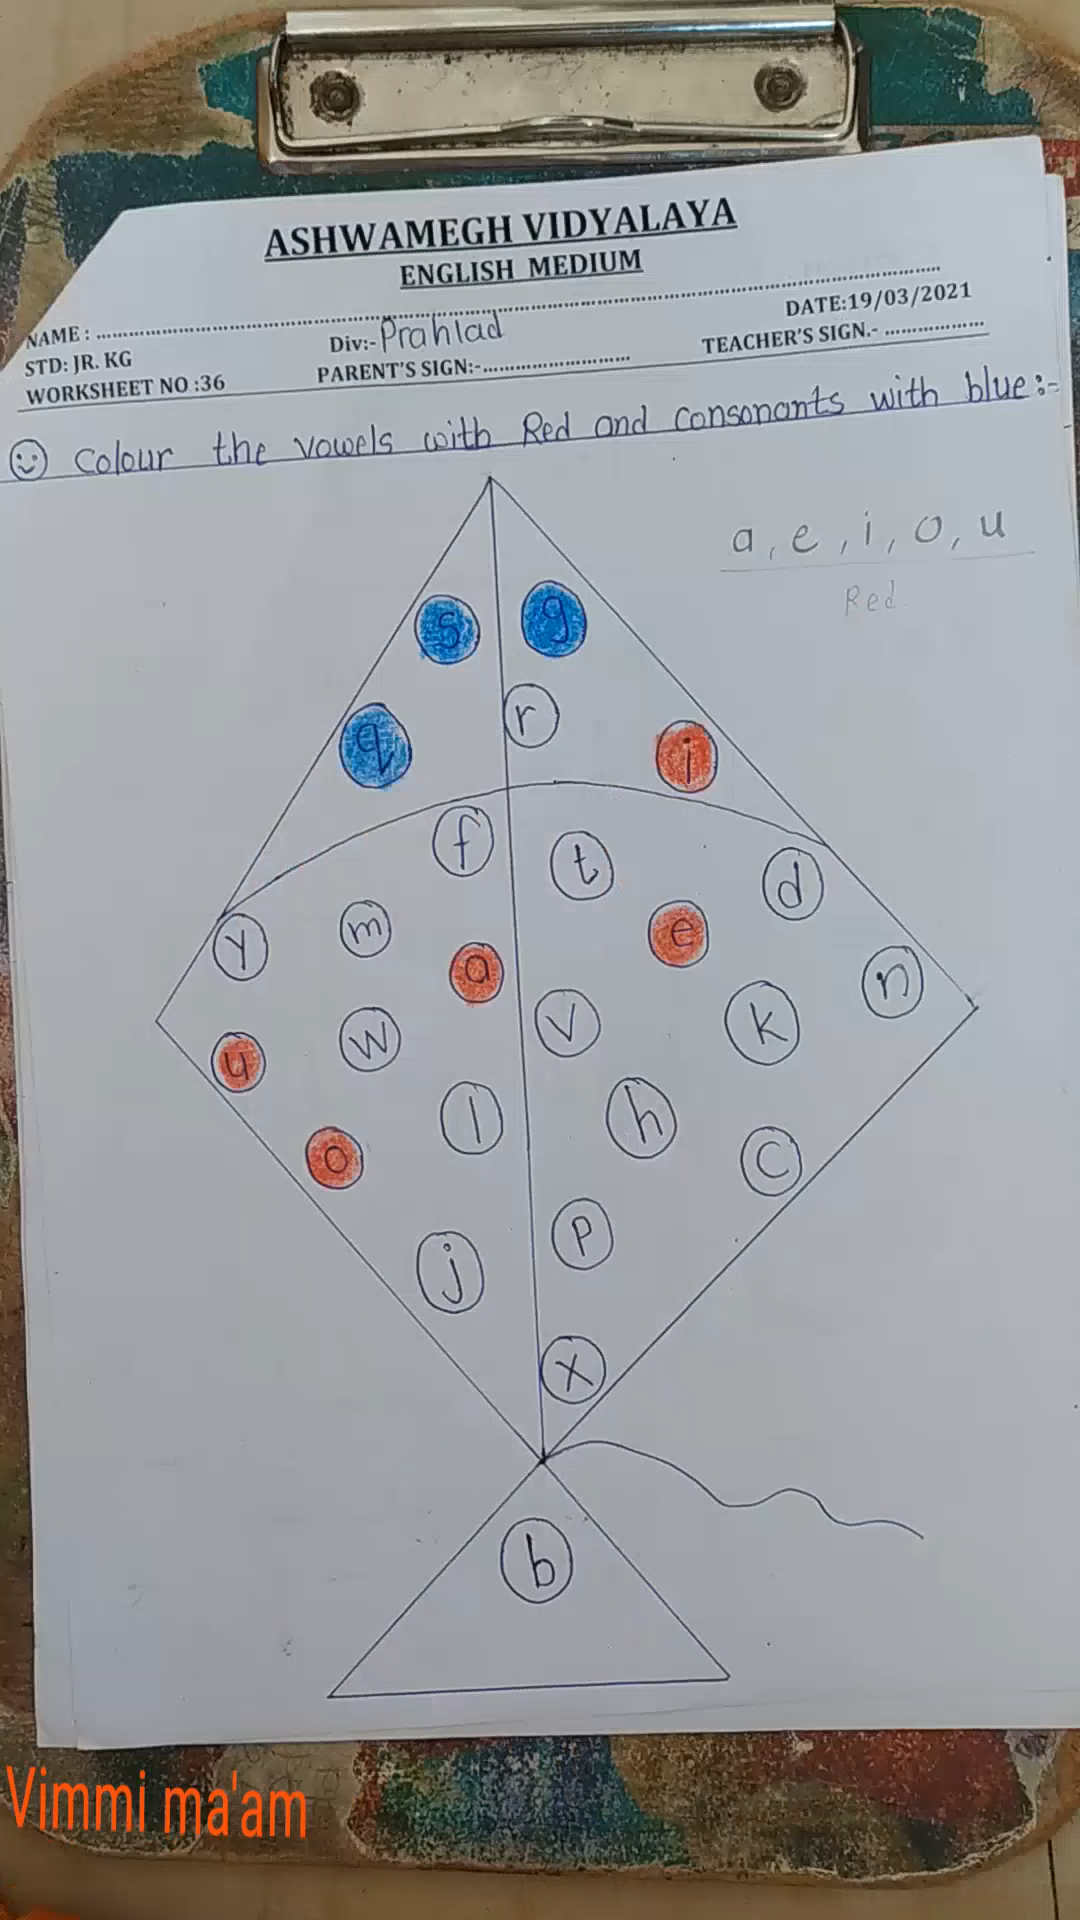 ASHWAMEGH VIDYALAYA
ENGLISH MEDIUM
NAME : ................................................................
STD: JR. KG Div:- Prahlad DATE:19/03/2021
WORKSHEET NO :36 PARENT'S SIGN:-........................... TEACHER'S SIGN.- ..................
Colour the vowels with Red and consonants with blue:-
a, e, i, o, u
Red
s g
q r i
f t d
y m a e n
u w v k
o l h c
j p
x
b
Vimmi ma'am